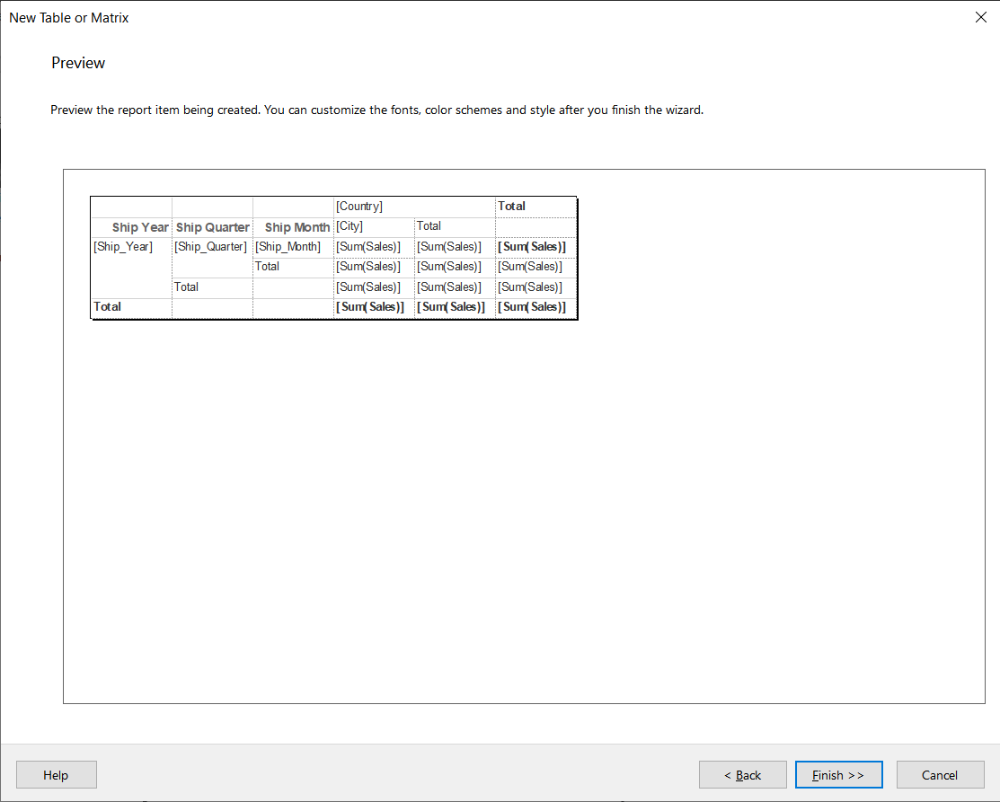 New Table or Matrix
Preview
Preview the report item being created. You can customize the fonts, color schemes and style after you finish the wizard.
[Country] Total
Ship Year Ship Quarter Ship Month [City] Total
[Ship_Year] [Ship_Quarter] [Ship_Month] [Sum(Sales)] [Sum(Sales)] [Sum(Sales)]
Total [Sum(Sales)] [Sum(Sales)] [Sum(Sales)]
Total [Sum(Sales)] [Sum(Sales)] [Sum(Sales)]
Total [Sum(Sales)] [Sum(Sales)] [Sum(Sales)]
Help < Back Finish >> Cancel